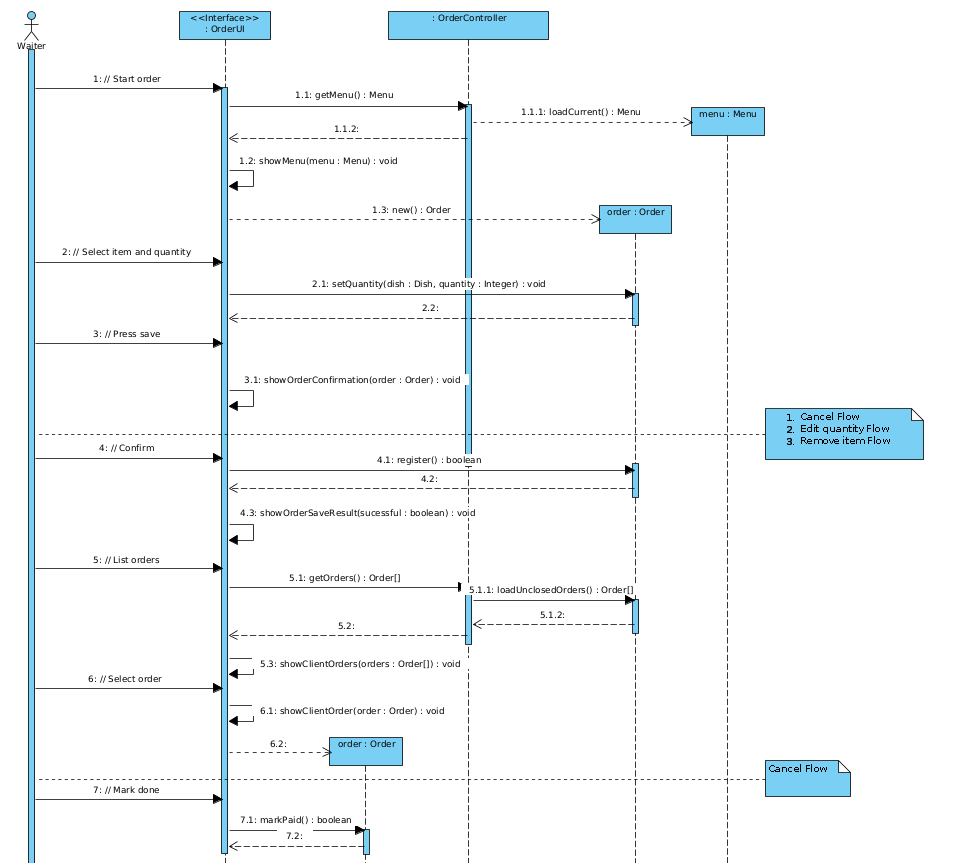 <<Interface>>
: OrderUI
: OrderController
Waiter
1: // Start order
1.1: getMenu() : Menu
1.1.1: loadCurrent() : Menu
menu : Menu
1.1.2:
1.2: showMenu(menu : Menu) : void
1.3: new() : Order
order : Order
2: // Select item and quantity
2.1: setQuantity(dish : Dish, quantity : Integer) : void
2.2:
3: // Press save
3.1: showOrderConfirmation(order : Order) : void
1. Cancel Flow
2. Edit quantity Flow
3. Remove item Flow
4: // Confirm
4.1: register() : boolean
4.2:
4.3: showOrderSaveResult(sucessful : boolean) : void
5: // List orders
5.1: getOrders() : Order[]
5.1.1: loadUnclosedOrders() : Order[]
5.1.2:
5.2:
5.3: showClientOrders(orders : Order[]) : void
6: // Select order
6.1: showClientOrder(order : Order) : void
6.2:
order : Order
Cancel Flow
7: // Mark done
7.1: markPaid() : boolean
7.2: